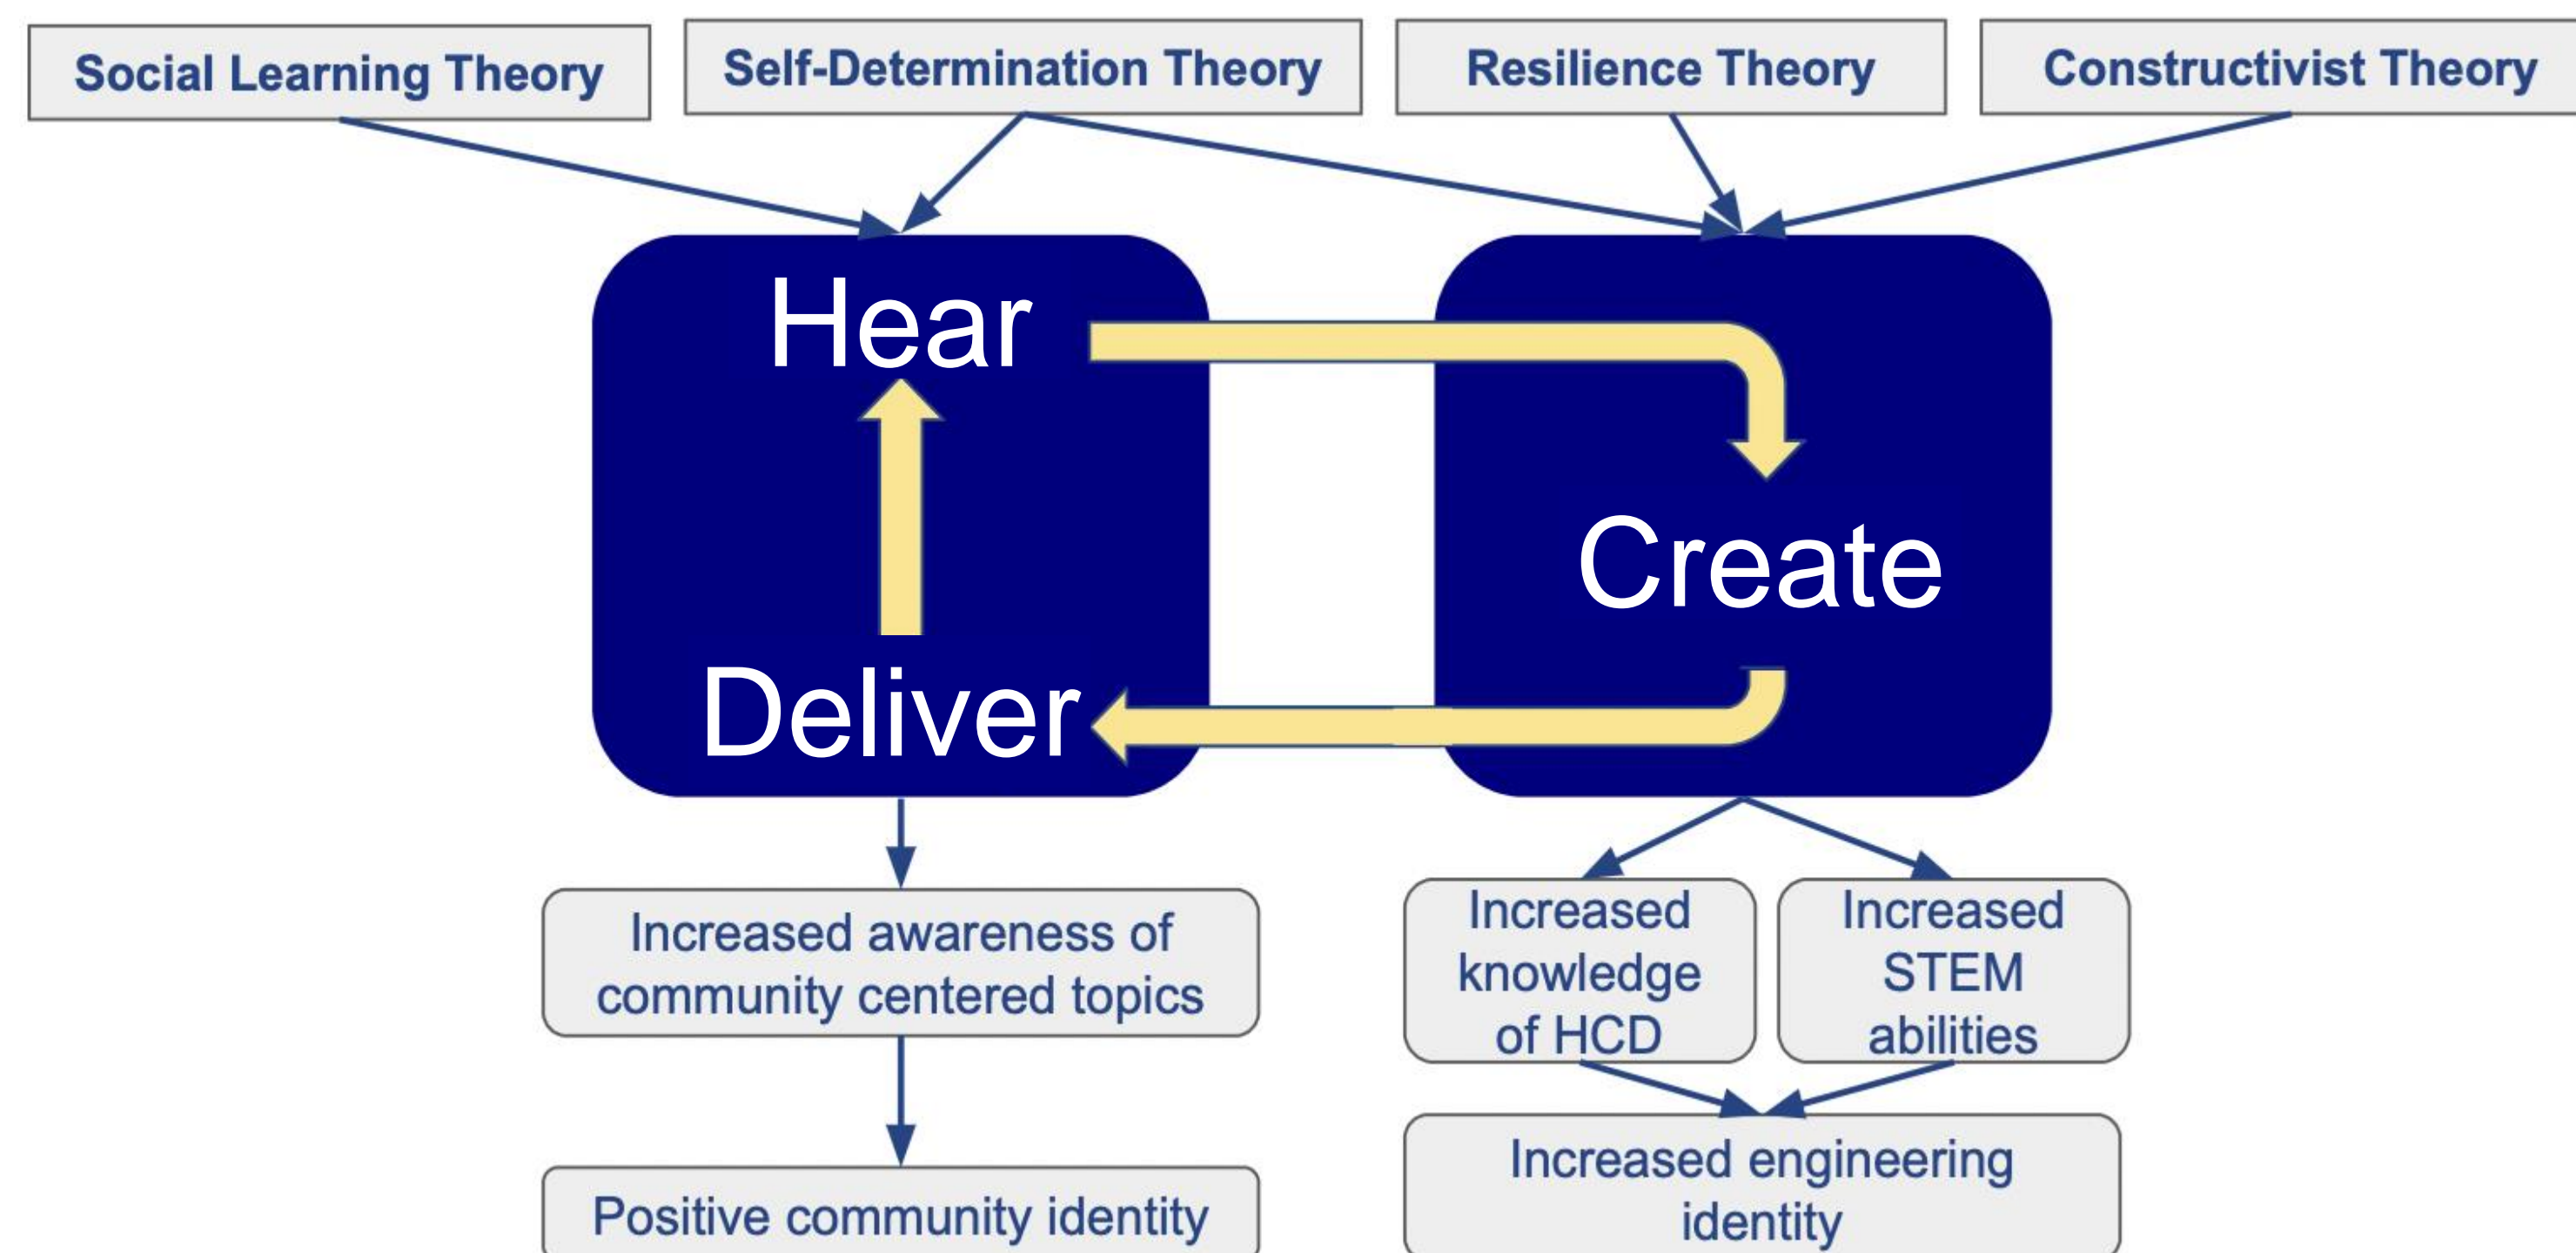 Social Learning Theory
Self-Determination Theory
Resilience Theory
Constructivist Theory
Hear
Create
Deliver
Increased awareness of
community centered topics
Increased
knowledge
of HCD
Increased
STEM
abilities
Positive community identity
Increased engineering
identity